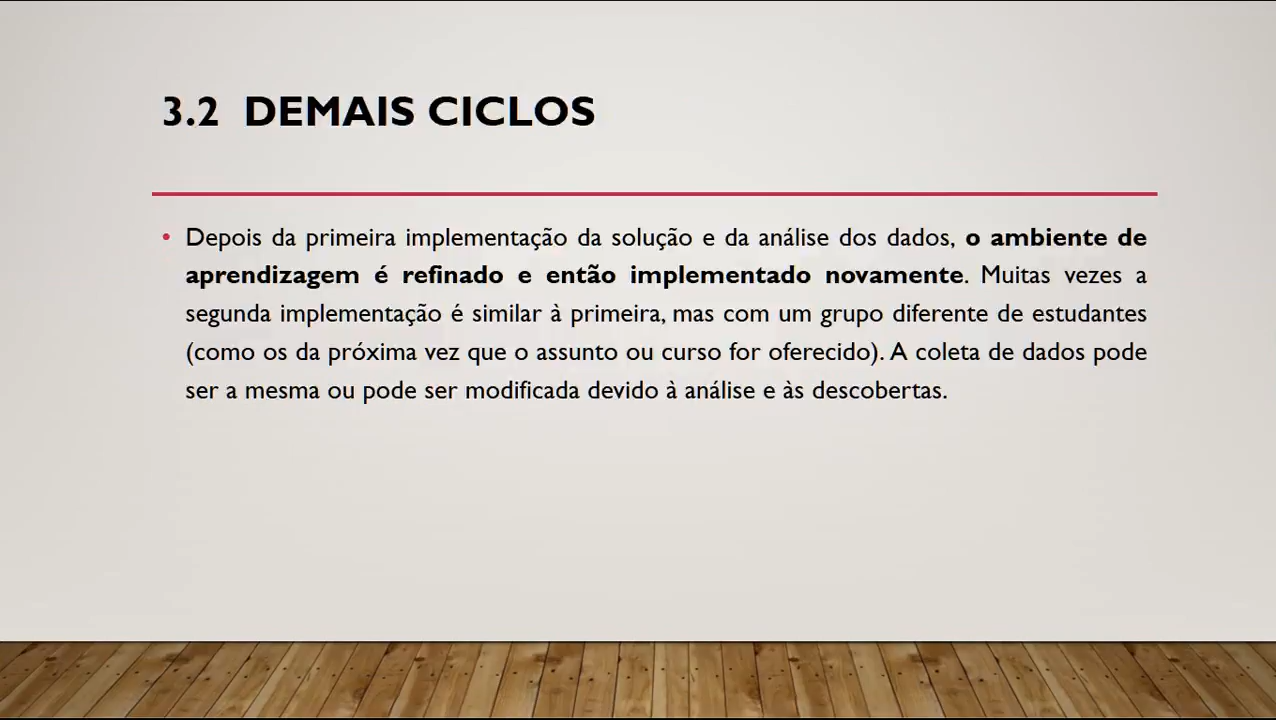 3.2 DEMAIS CICLOS
• Depois da primeira implementação da solução e da análise dos dados, o ambiente de
aprendizagem é refinado e então implementado novamente. Muitas vezes a
segunda implementação é similar à primeira, mas com um grupo diferente de estudantes
(como os da próxima vez que o assunto ou curso for oferecido). A coleta de dados pode
ser a mesma ou pode ser modificada devido à análise e às descobertas.